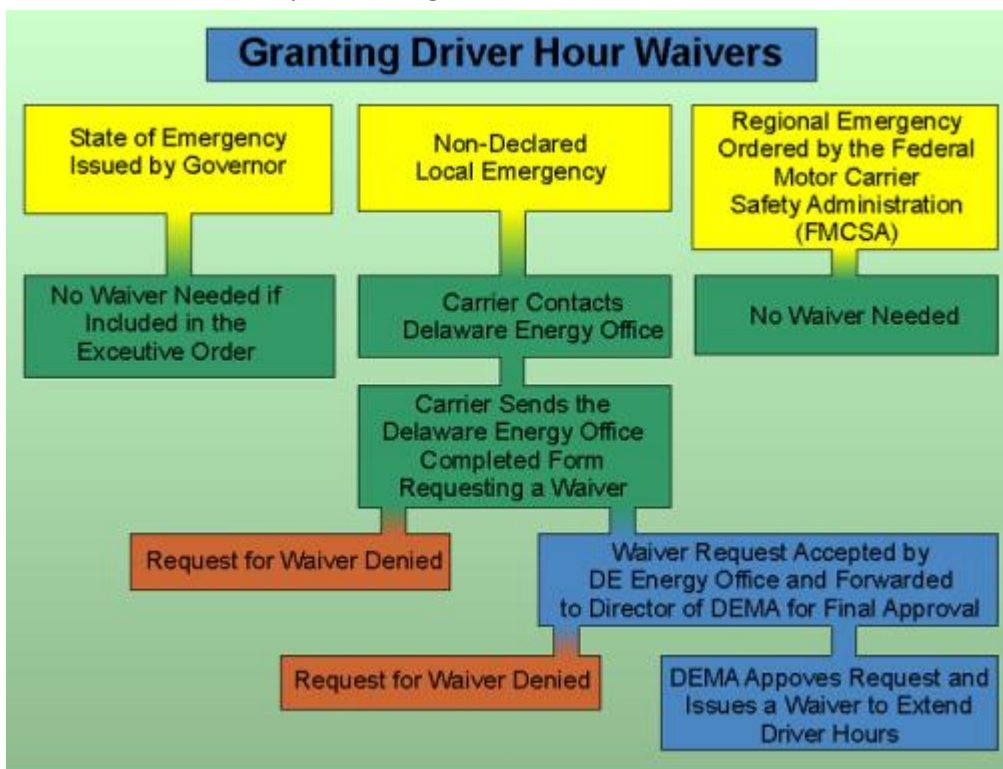 Granting Driver Hour Waivers
State of Emergency
Issued by Governor
Non-Declared
Local Emergency
Regional Emergency
Ordered by the Federal
Motor Carrier
Safety Administration
(FMCSA)
No Waiver Needed if
Included in the
Exceutive Order
Carrier Contacts
Delaware Energy Office
No Waiver Needed
Carrier Sends the
Delaware Energy Office
Completed Form
Requesting a Waiver
Request for Waiver Denied
Waiver Request Accepted by
DE Energy Office and Forwarded
to Director of DEMA for Final Approval
Request for Waiver Denied
DEMA Appoves Request and
Issues a Waiver to Extend
Driver Hours